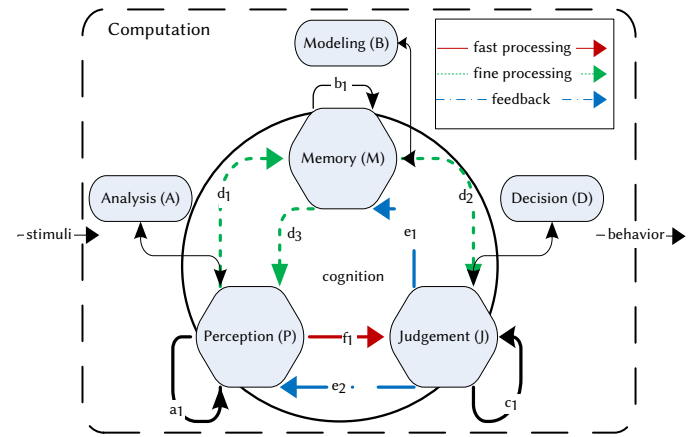 Computation
Modeling (B)
fast processing
fine processing
feedback
b1
Memory (M)
Analysis (A)
d1
d2
Decision (D)
~stimuli
e1
behavior
d3
cognition
Perception (P)
f1
Judgement (J)
e2
a1
c1